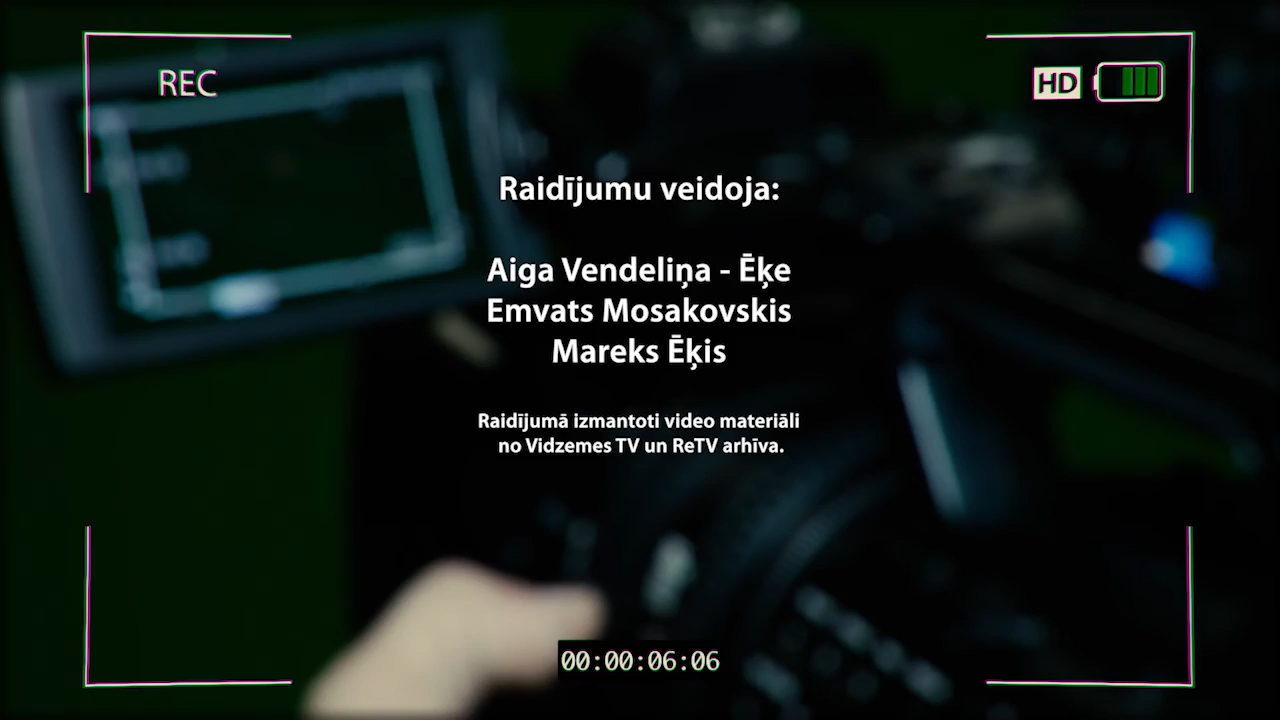 REC
HD
Raidījumu veidoja:
Aiga Vendeliņa - Ēķe
Emvats Mosakovskis
Mareks Ēķis
Raidījumā izmantoti video materiāli
no Vidzemes TV un ReTV arhīva.
00:00:06:06